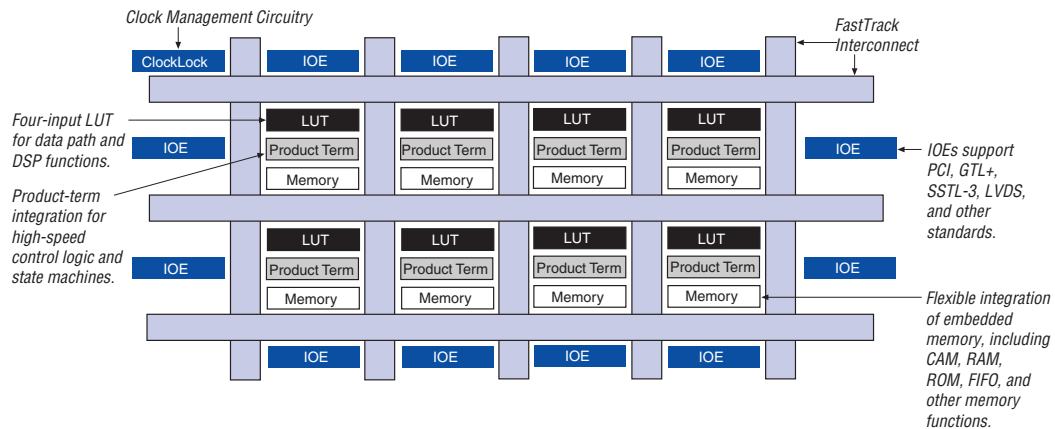 Clock Management Circuitry
FastTrack
Interconnect
ClockLock
IOE
IOE
IOE
IOE
Four-input LUT
for data path and
DSP functions.
LUT
LUT
LUT
LUT
IOE
Product Term
Product Term
Product Term
Product Term
IOE
Memory
Memory
Memory
Memory
IOEs support
PCI, GTL+,
SSTL-3, LVDS,
and other
standards.
Product-term
integration for
high-speed
control logic and
state machines.
LUT
LUT
LUT
LUT
IOE
Product Term
Product Term
Product Term
Product Term
IOE
Memory
Memory
Memory
Memory
Flexible integration
of embedded
memory, including
CAM, RAM,
ROM, FIFO, and
other memory
functions.
IOE
IOE
IOE
IOE